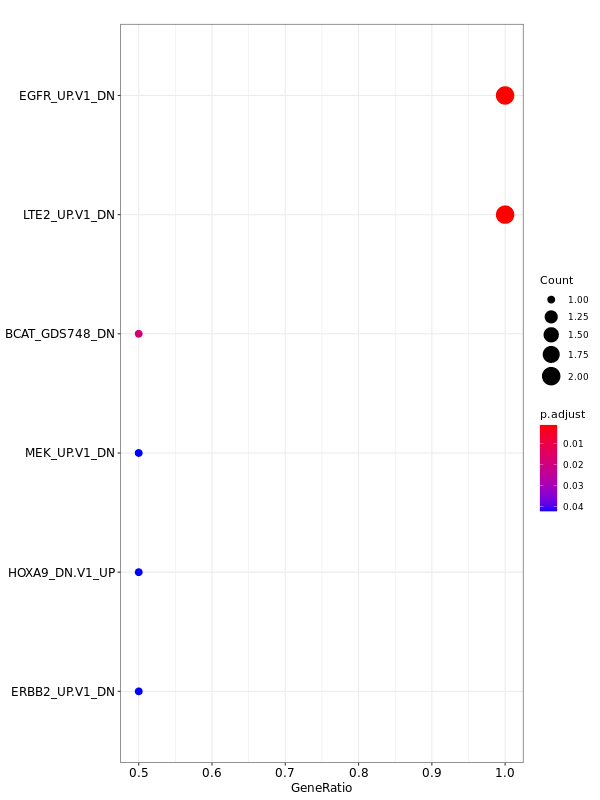 EGFR_UP.V1_DN
LTE2_UP.V1_DN
BCAT_GDS748_DN
MEK_UP.V1_DN
HOXA9_DN.V1_UP
ERBB2_UP.V1_DN
0.5 0.6 0.7 0.8 0.9 1.0
GeneRatio
Count
1.00
1.25
1.50
1.75
2.00
p.adjust
0.01
0.02
0.03
0.04